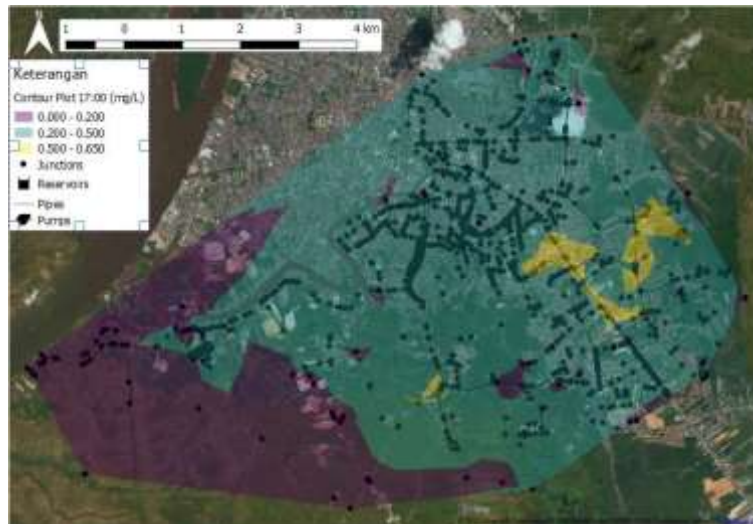 N
1 0 1 2 3 4 km
Keterangan
Contour Plot 17:00 (mg/L)
0.000 - 0.200
0.200 - 0.500
0.500 - 0.650
Junctions
Reservoirs
Pipes
Pumps